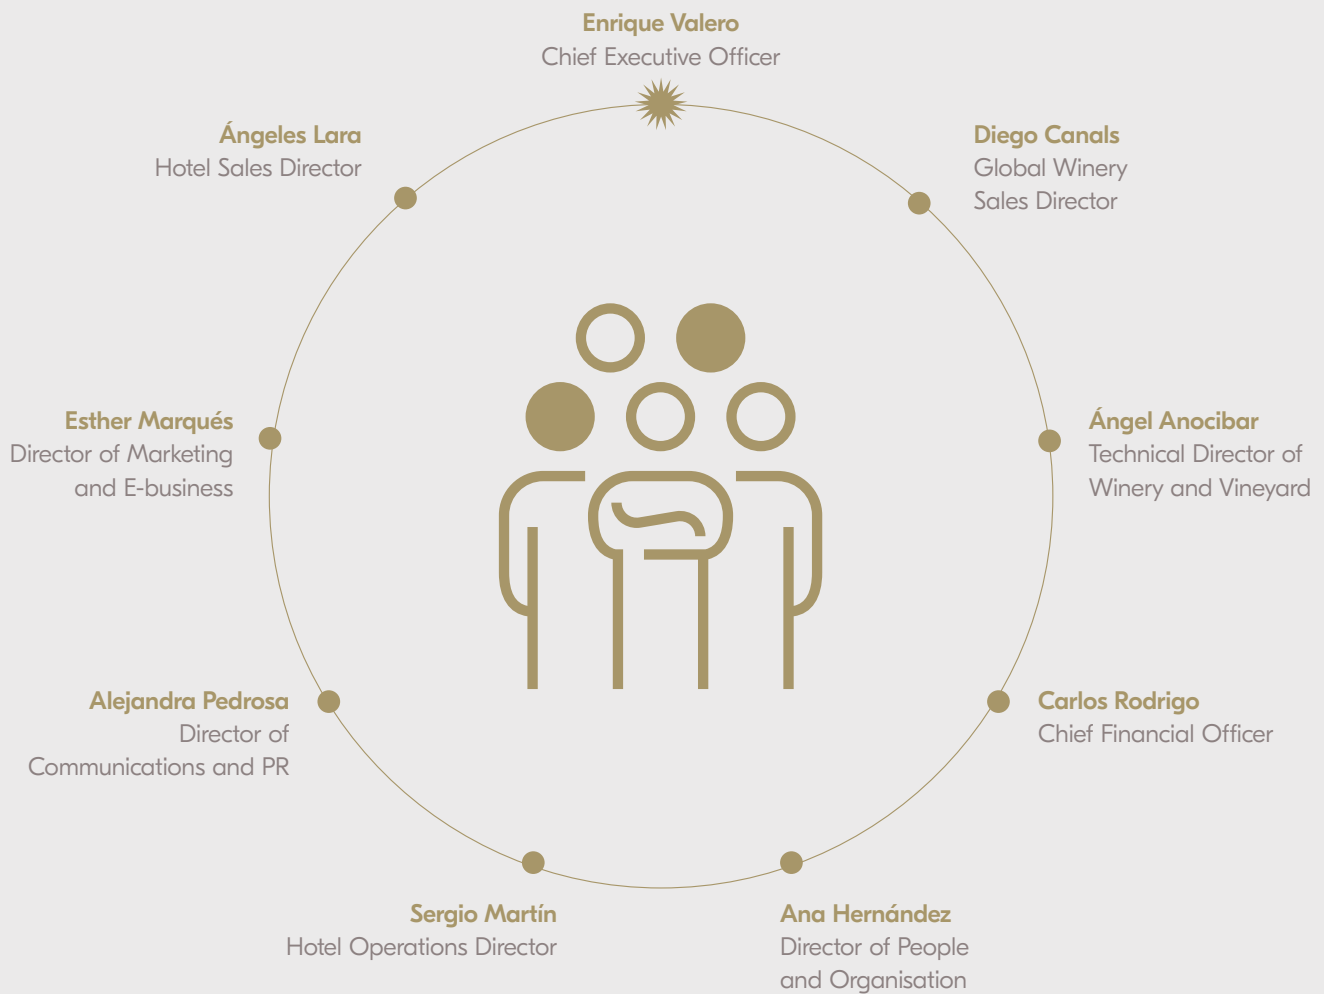 Enrique Valero
Chief Executive Officer
Ángeles Lara
Hotel Sales Director
Diego Canals
Global Winery
Sales Director
Esther Marqués
Director of Marketing
and E-business
Ángel Anocibar
Technical Director of
Winery and Vineyard
Alejandra Pedrosa
Director of
Communications and PR
Carlos Rodrigo
Chief Financial Officer
Sergio Martín
Hotel Operations Director
Ana Hernández
Director of People
and Organisation